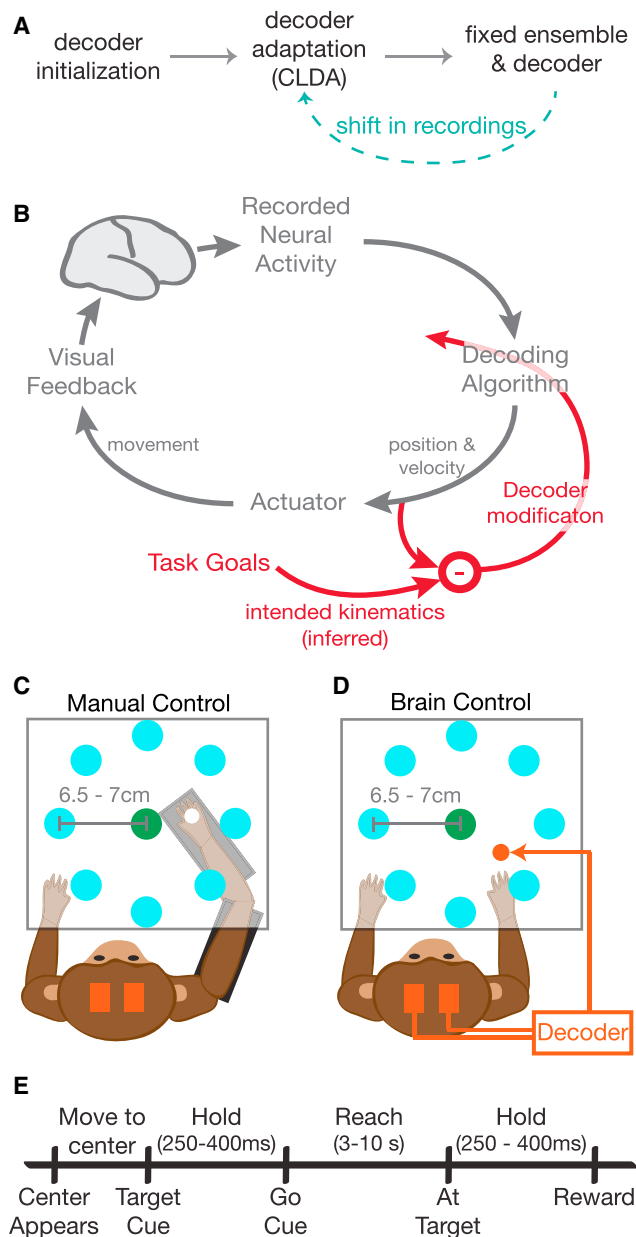 A
decoder
initialization
decoder
adaptation
(CLDA)
fixed ensemble
& decoder
shift in recordings
B
Recorded
Neural
Activity
Visual
Feedback
Decoding
Algorithm
movement
position &
velocity
Actuator
Decoder
modificaton
Task Goals
-
intended kinematics
(inferred)
C
Manual Control
6.5 - 7cm
D
Brain Control
6.5 - 7cm
Decoder
E
Move to
center
Hold
(250-400ms)
Reach
(3-10 s)
Hold
(250 - 400ms)
Center
Appears
Target
Cue
Go
Cue
At
Target
Reward